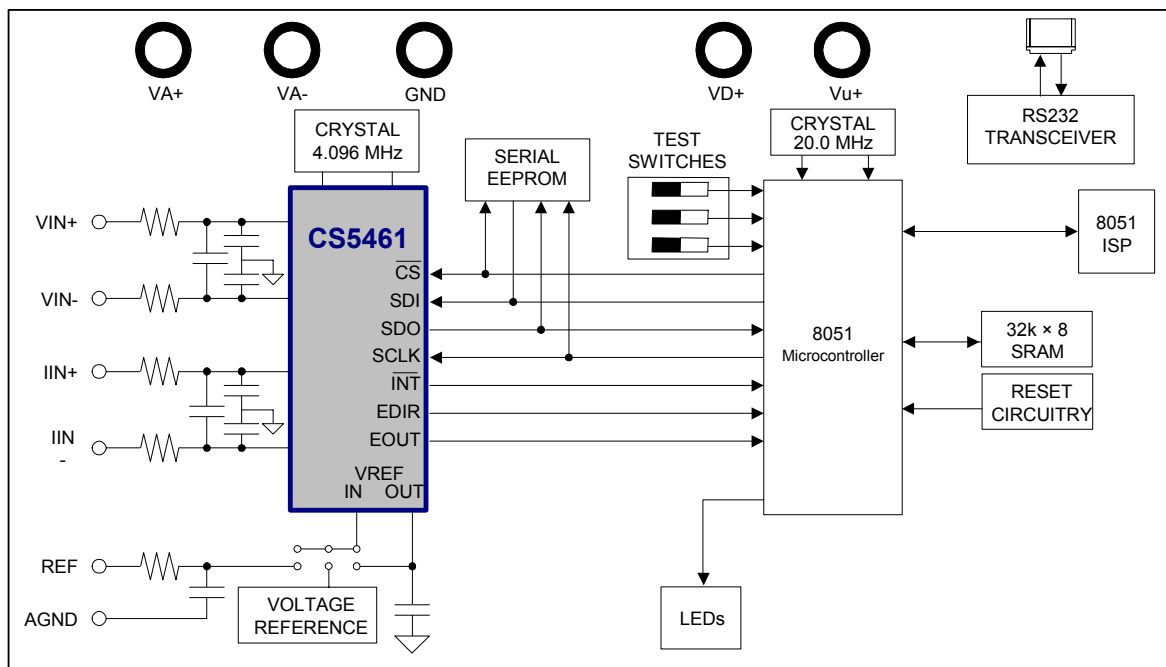 VA+
VA-
GND
VD+
Vu+
RS232
TRANSCEIVER
CRYSTAL
4.096 MHz
SERIAL
EEPROM
TEST
SWITCHES
CRYSTAL
20.0 MHz
VIN+
VIN-
IIN+
IIN
-
CS5461
CS
SDI
SDO
SCLK
INT
EDIR
EOUT
VREF
IN OUT
8051
Microcontroller
8051
ISP
32k × 8
SRAM
RESET
CIRCUITRY
REF
AGND
VOLTAGE
REFERENCE
LEDs